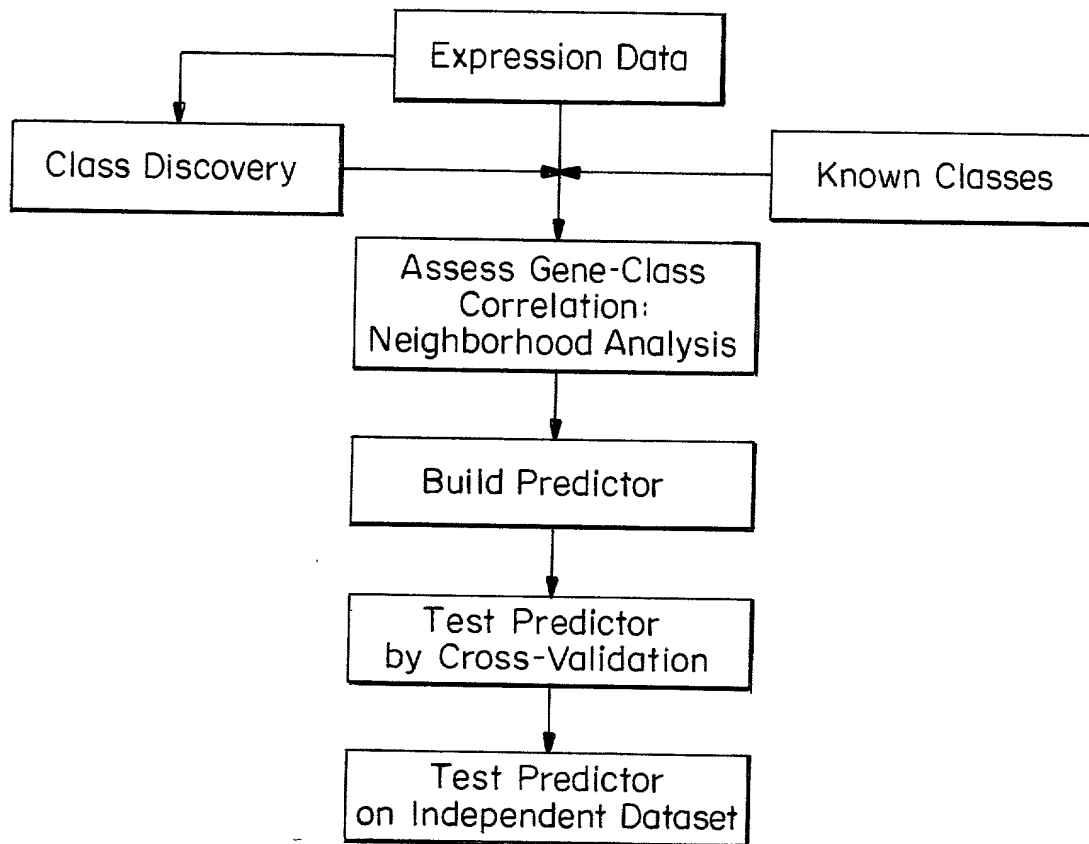 Expression Data
Class Discovery
Known Classes
Assess Gene-Class
Correlation:
Neighborhood Analysis
Build Predictor
Test Predictor
by Cross-Validation
Test Predictor
on Independent Dataset